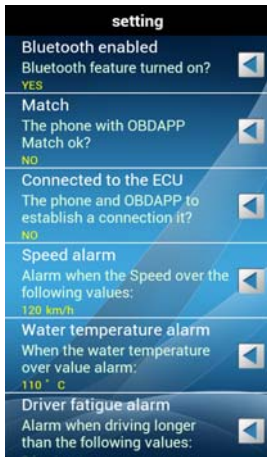 setting
Bluetooth enabled
Bluetooth feature turned on?
YES
Match
The phone with OBDAPP
Match ok?
NO
Connected to the ECU
The phone and OBDAPP to
establish a connection it?
NO
Speed alarm
Alarm when the Speed over the
following values:
120 km/h
Water temperature alarm
When the water temperature
over value alarm:
110 ° C
Driver fatigue alarm
Alarm when driving longer
than the following values: